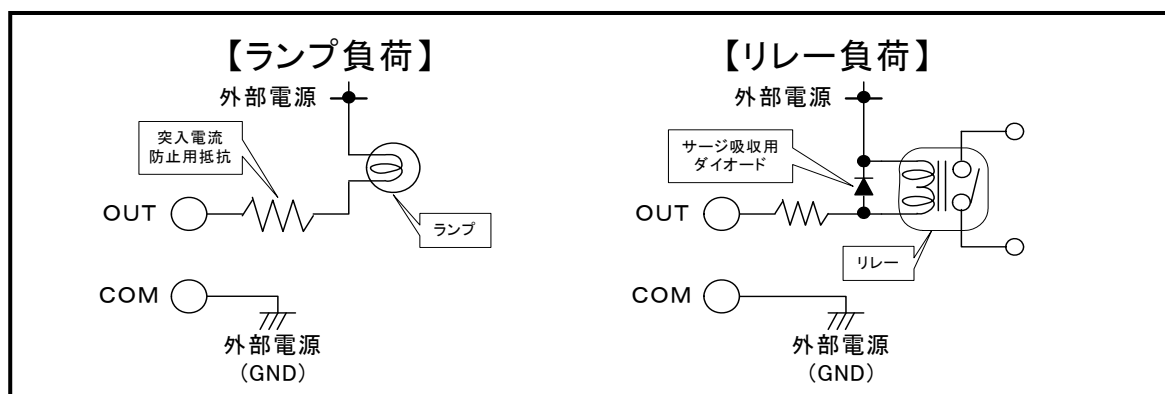 【ランプ負荷】
外部電源
突入電流
防止用抵抗
OUT
ランプ
COM
外部電源
(GND)
【リレー負荷】
外部電源
サージ吸収用
ダイオード
OUT
リレー
COM
外部電源
(GND)